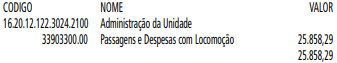 CODIGO NOME VALOR
16.20.12.122.3024.2100 Administração da Unidade
33903300.00 Passagens e Despesas com Locomoção 25.858,29
25.858,29